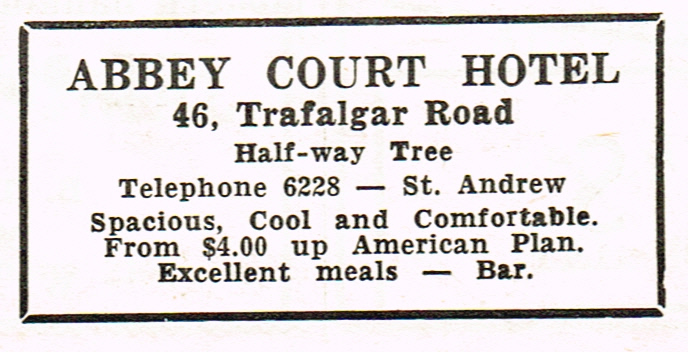 ABBEY COURT HOTEL
46, Trafalgar Road
Half-way Tree
Telephone 6228 — St. Andrew
Spacious, Cool and Comfortable.
From $4.00 up American Plan.
Excellent meals — Bar.